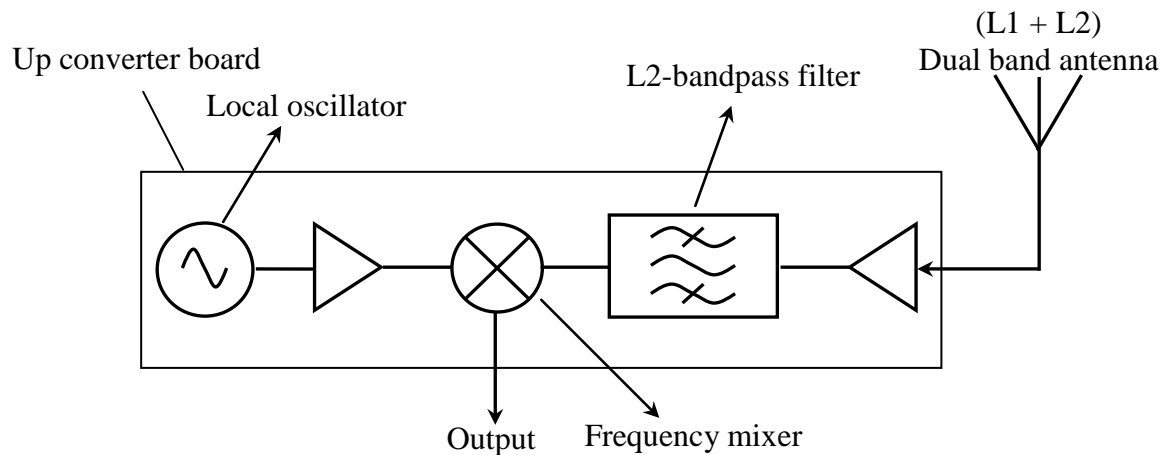 (L1 + L2)
Dual band antenna
Up converter board
L2-bandpass filter
Local oscillator
Output
Frequency mixer